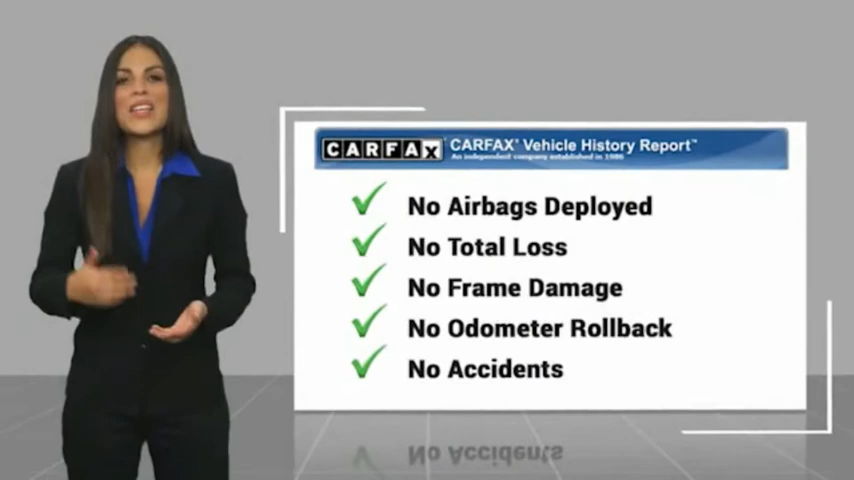 CARFAX CARFAX® Vehicle History Report™
An independent company established in 1986
No Airbags Deployed
No Total Loss
No Frame Damage
No Odometer Rollback
No Accidents
No Accidents